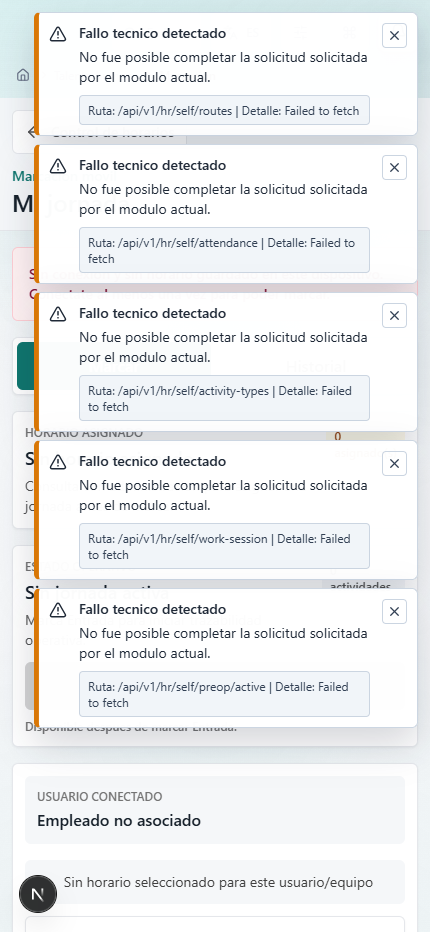 Fallo tecnico detectado
No fue posible completar la solicitud solicitada
por el modulo actual.
Ruta: /api/v1/hr/self/routes | Detalle: Failed to fetch
Fallo tecnico detectado
No fue posible completar la solicitud solicitada
por el modulo actual.
Ruta: /api/v1/hr/self/attendance | Detalle: Failed to
fetch
Fallo tecnico detectado
No fue posible completar la solicitud solicitada
por el modulo actual.
Ruta: /api/v1/hr/self/activity-types | Detalle: Failed
to fetch
HORARIO ASIGNADO
0
Fallo tecnico detectado
No fue posible completar la solicitud solicitada
por el modulo actual.
Ruta: /api/v1/hr/self/work-session | Detalle: Failed
to fetch
actividades
Fallo tecnico detectado
No fue posible completar la solicitud solicitada
por el modulo actual.
Ruta: /api/v1/hr/self/preop/active | Detalle: Failed
to fetch
Disponible despues de marcar Entrada.
USUARIO CONECTADO
Empleado no asociado
Sin horario seleccionado para este usuario/equipo
N